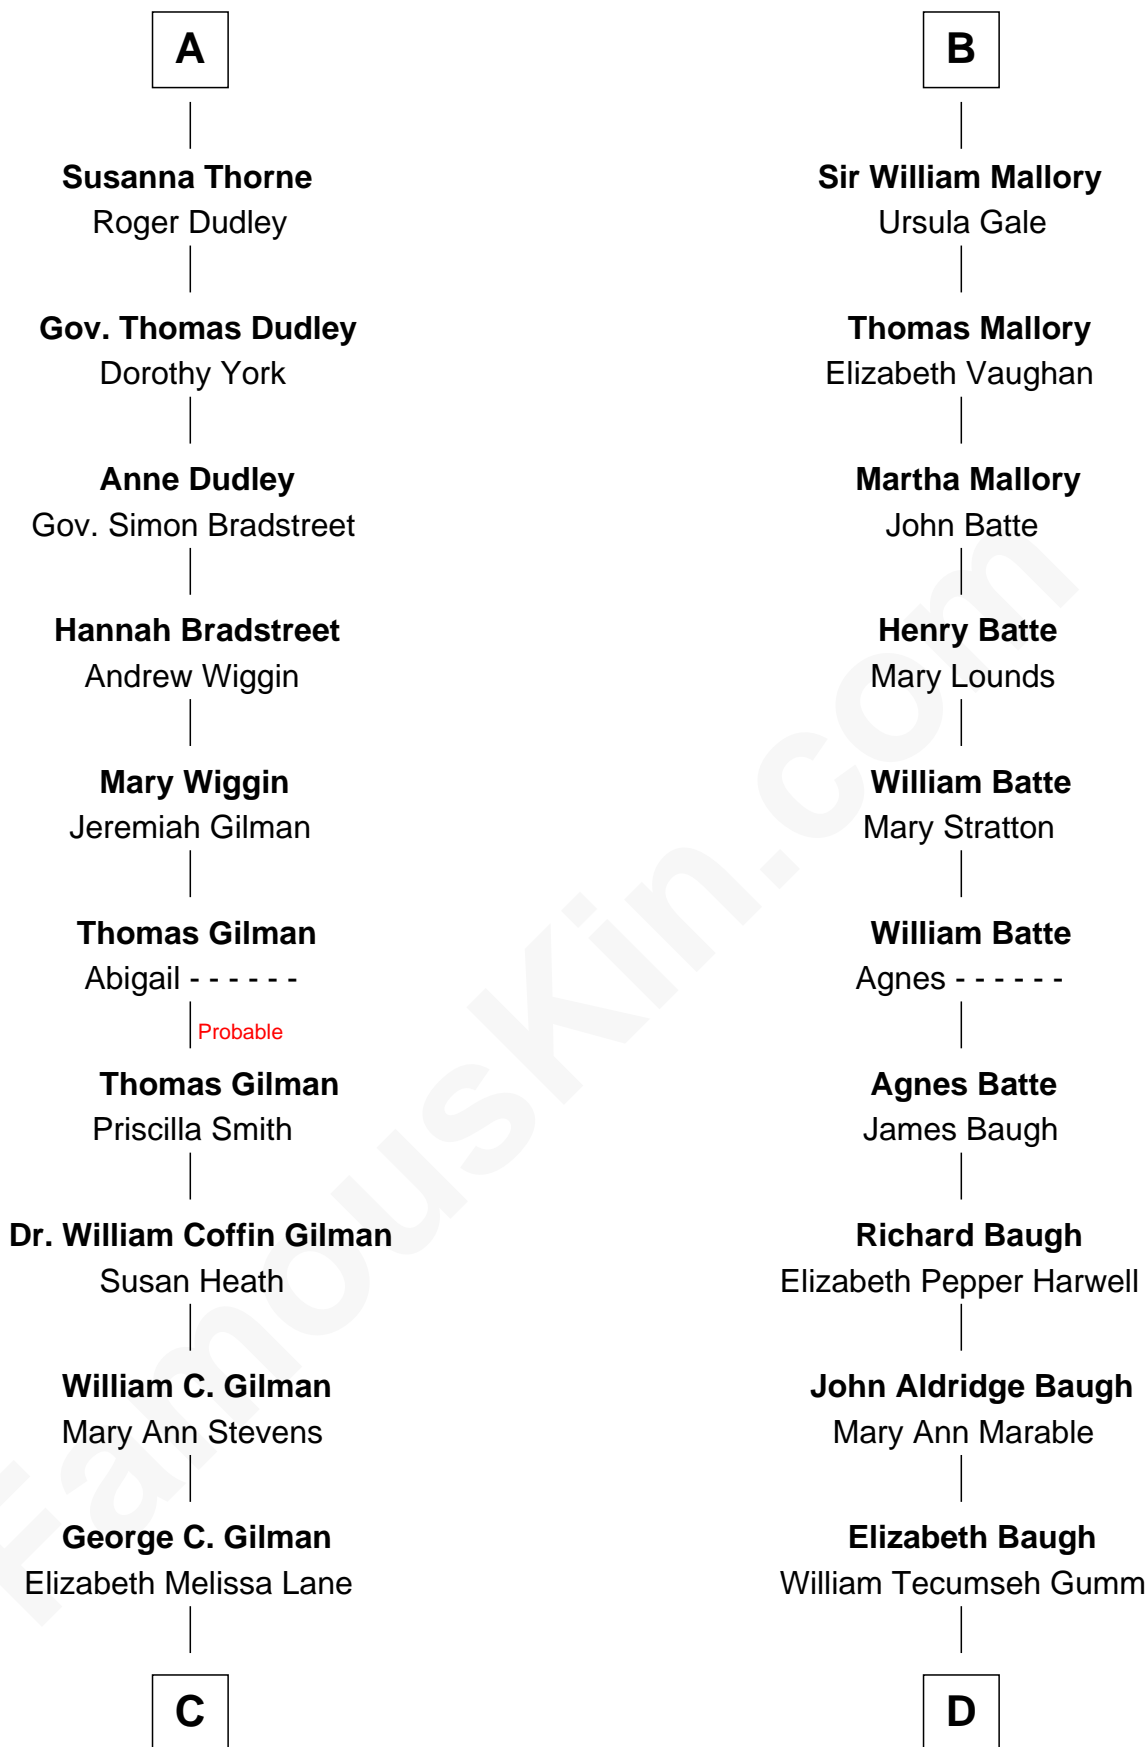 A
Susanna Thorne
Roger Dudley
Gov. Thomas Dudley
Dorothy York
Anne Dudley
Gov. Simon Bradstreet
Hannah Bradstreet
Andrew Wiggin
Mary Wiggin
Jeremiah Gilman
Thomas Gilman
Abigail - - - - - -
Probable
Thomas Gilman
Priscilla Smith
Dr. William Coffin Gilman
Susan Heath
William C. Gilman
Mary Ann Stevens
George C. Gilman
Elizabeth Melissa Lane
C
B
Sir William Mallory
Ursula Gale
Thomas Mallory
Elizabeth Vaughan
Martha Mallory
John Batte
Henry Batte
Mary Lounds
William Batte
Mary Stratton
William Batte
Agnes - - - - - -
Agnes Batte
James Baugh
Richard Baugh
Elizabeth Pepper Harwell
John Aldridge Baugh
Mary Ann Marable
Elizabeth Baugh
William Tecumseh Gumm
D
FamousKin.com